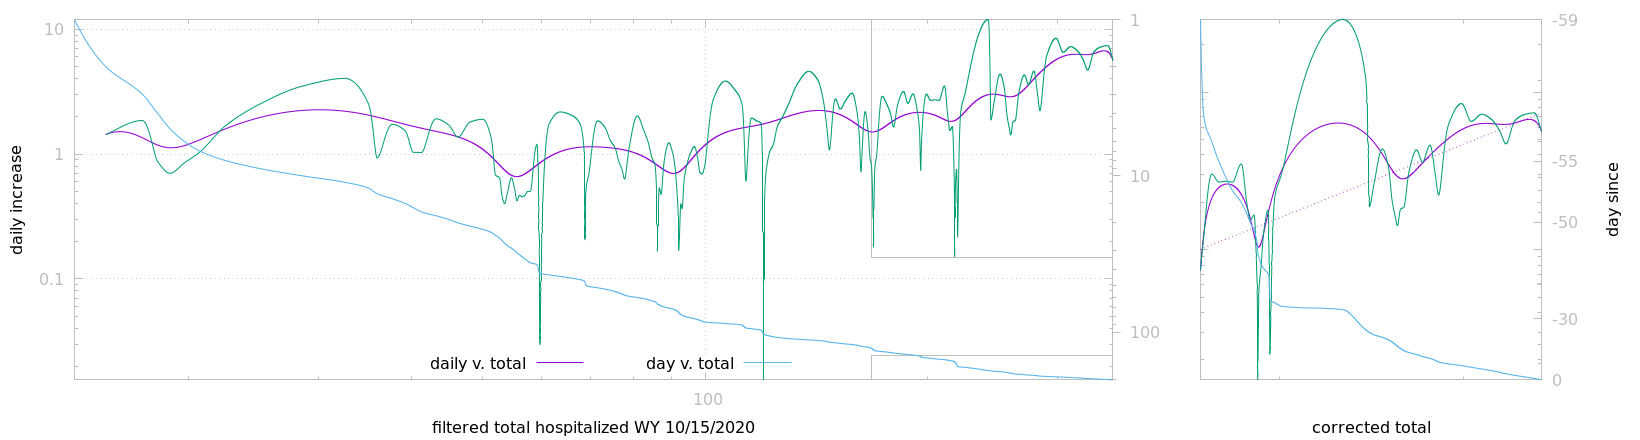 10
1
0.1
daily increase
1
10
100
-59
-55
-50
-30
0
day since
daily v. total
day v. total
100
filtered total hospitalized WY 10/15/2020
corrected total